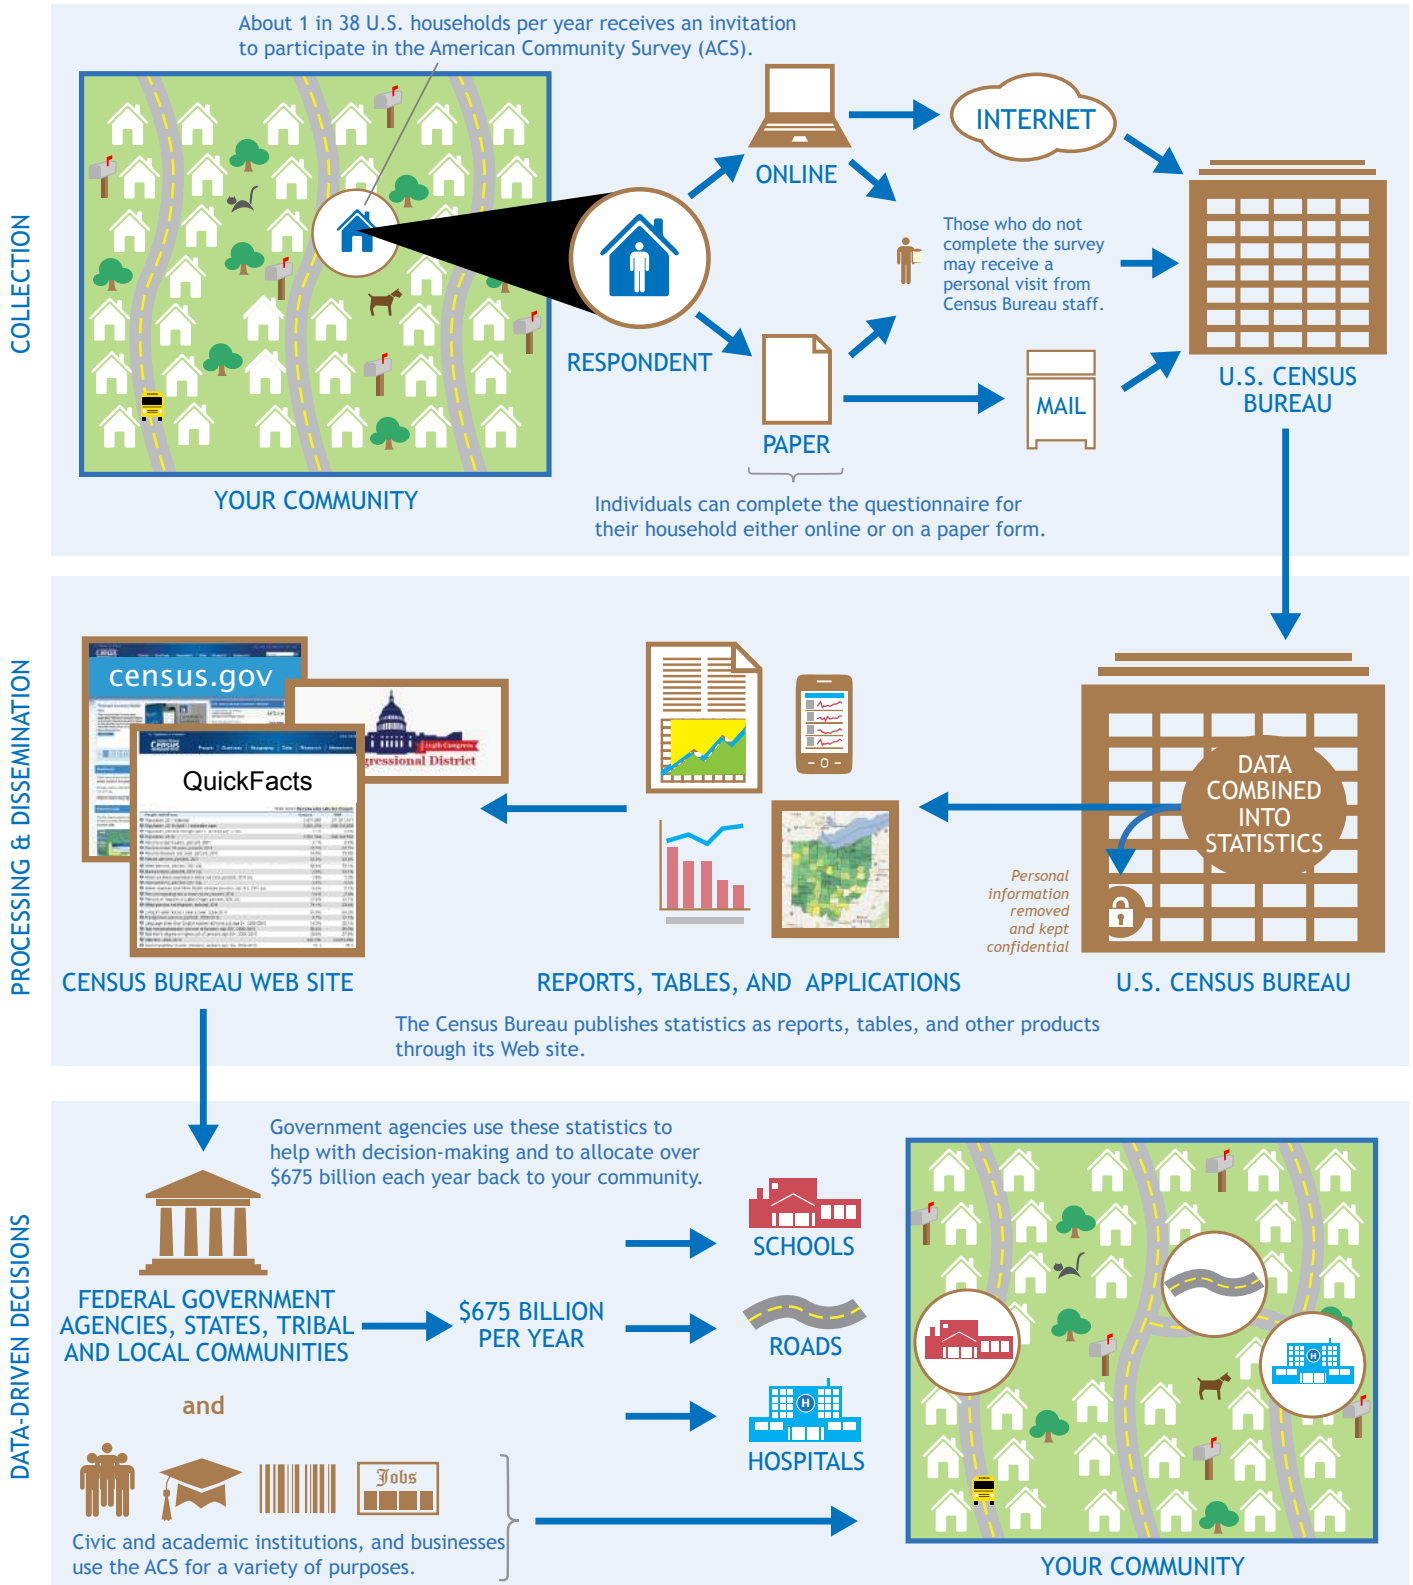 About 1 in 38 U.S. households per year receives an invitation
to participate in the American Community Survey (ACS).
COLLECTION
YOUR COMMUNITY
RESPONDENT
ONLINE
INTERNET
Those who do not
complete the survey
may receive a
personal visit from
Census Bureau staff.
PAPER
MAIL
U.S. CENSUS
BUREAU
Individuals can complete the questionnaire for
their household either online or on a paper form.
PROCESSING & DISSEMINATION
census.gov
115th Congress
gressional District
Census
QuickFacts
CENSUS BUREAU WEB SITE
REPORTS, TABLES, AND APPLICATIONS
DATA
COMBINED
INTO
STATISTICS
Personal
information
removed
and kept
confidential
U.S. CENSUS BUREAU
The Census Bureau publishes statistics as reports, tables, and other products
through its Web site.
DATA-DRIVEN DECISIONS
Government agencies use these statistics to
help with decision-making and to allocate over
$675 billion each year back to your community.
FEDERAL GOVERNMENT
AGENCIES, STATES, TRIBAL
AND LOCAL COMMUNITIES
$675 BILLION
PER YEAR
SCHOOLS
ROADS
H
HOSPITALS
and
Jobs
Civic and academic institutions, and businesses
use the ACS for a variety of purposes.
H
YOUR COMMUNITY